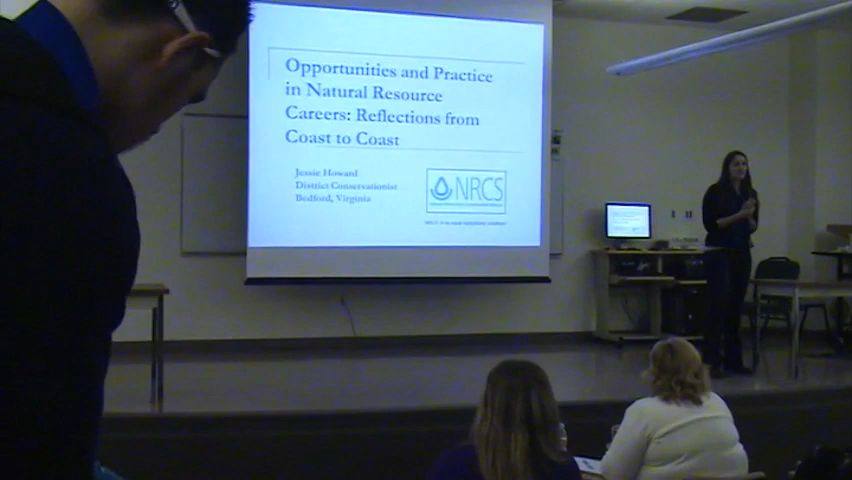 Opportunities and Practice
in Natural Resource
Careers: Reflections from
Coast to Coast
Jessie Howard
District Conservationist
Bedford, Virginia
NRCS